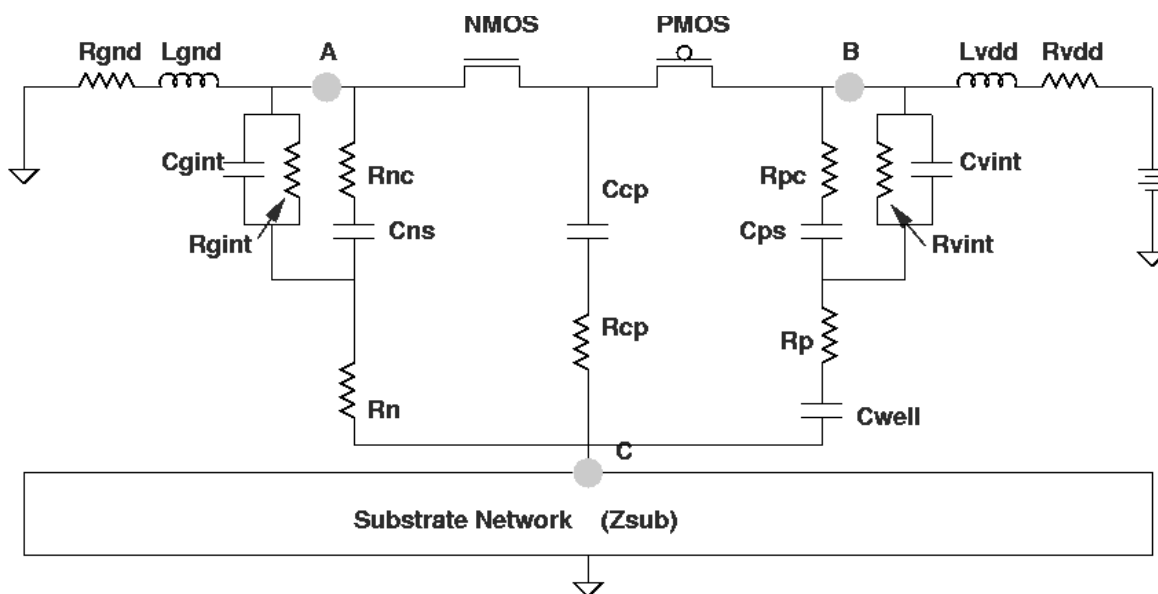 NMOS
PMOS
Rgnd
Lgnd
A
B
Lvdd
Rvdd
Cgint
Rnc
Ccp
Rpc
Cvint
Rgint
Cns
Cps
Rvint
Rcp
Rp
Rn
Cwell
C
Substrate Network (Zsub)